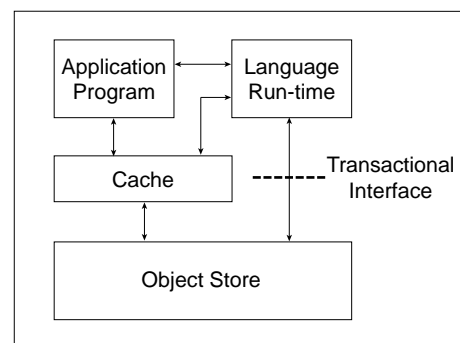 Application
Program
Language
Run-time
Cache
Transactional
Interface
Object Store